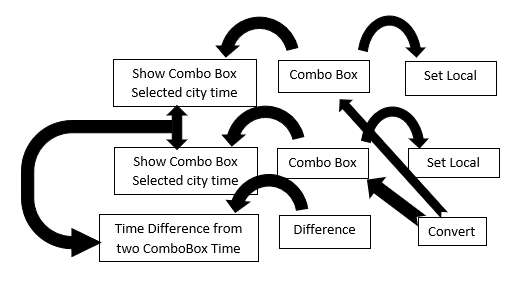 Show Combo Box
Selected city time
Combo Box
Set Local
Show Combo Box
Selected city time
Combo Box
Set Local
Time Difference from
two ComboBox Time
Difference
Convert